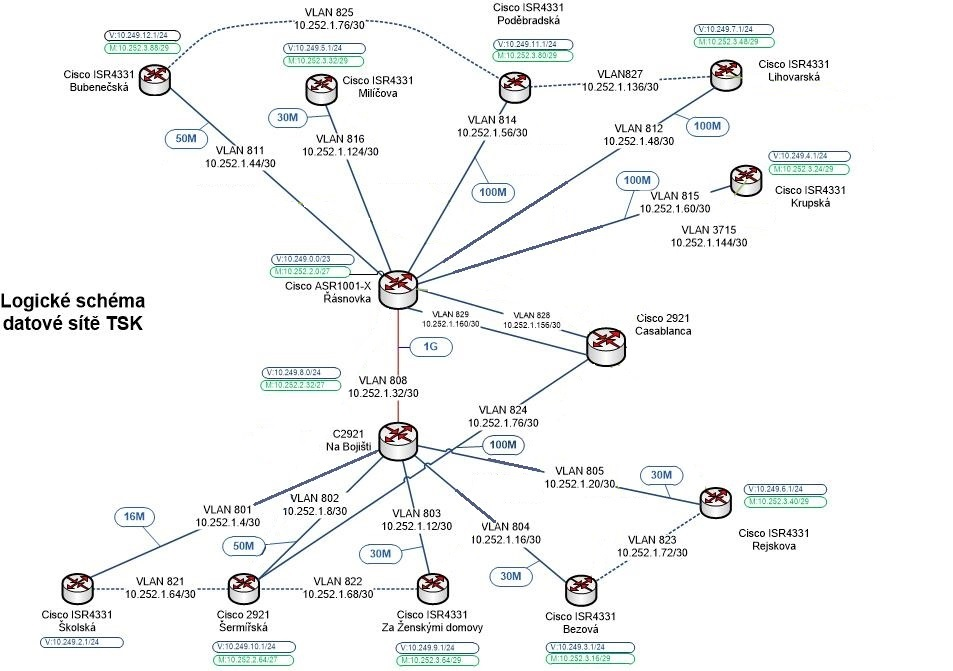 VLAN 825
10.252.1.76/30
Cisco ISR4331
Poděbradská
V:10.249.12.1/24
M:10.252.3.88/29
V:10.249.5.1/24
M:10.252.3.32/29
V:10.249.11.1/24
M:10.252.3.80/29
V:10.249.7.1/24
M:10.252.3.48/29
Cisco ISR4331
Bubenečská
Cisco ISR4331
Milíčova
VLAN827
10.252.1.136/30
Cisco ISR4331
Lihovarská
50M
VLAN 811
10.252.1.44/30
30M
VLAN 816
10.252.1.124/30
VLAN 814
10.252.1.56/30
100M
VLAN 812
10.252.1.48/30
100M
V:10.249.4.1/24
M:10.252.3.24/29
Cisco ISR4331
Krupská
100M
VLAN 815
10.252.1.60/30
VLAN 3715
10.252.1.144/30
V:10.249.0.0/23
M:10.252.2.0/27
Cisco ASR1001-X
Řásnovka
Logické schéma
datové sítě TSK
VLAN 829
10.252.1.160/30
VLAN 828
10.252.1.156/30
Cisco 2921
Casablanca
1G
V:10.249.8.0/24
M:10.252.2.32/27
VLAN 808
10.252.1.32/30
VLAN 824
10.252.1.76/30
C2921
Na Bojišti
100M
VLAN 805
10.252.1.20/30
30M
V:10.249.6.1/24
M:10.252.3.40/29
Cisco ISR4331
Rejskova
16M
VLAN 801
10.252.1.4/30
VLAN 802
10.252.1.8/30
50M
VLAN 803
10.252.1.12/30
30M
VLAN 804
10.252.1.16/30
30M
VLAN 823
10.252.1.72/30
VLAN 821
10.252.1.64/30
VLAN 822
10.252.1.68/30
Cisco ISR4331
Školská
V:10.249.2.1/24
Cisco 2921
Šermířská
V:10.249.10.1/24
M:10.252.2.64/27
Cisco ISR4331
Za Ženskými domovy
V:10.249.9.1/24
M:10.252.3.64/29
Cisco ISR4331
Bezová
V:10.249.3.1/24
M:10.252.3.16/29